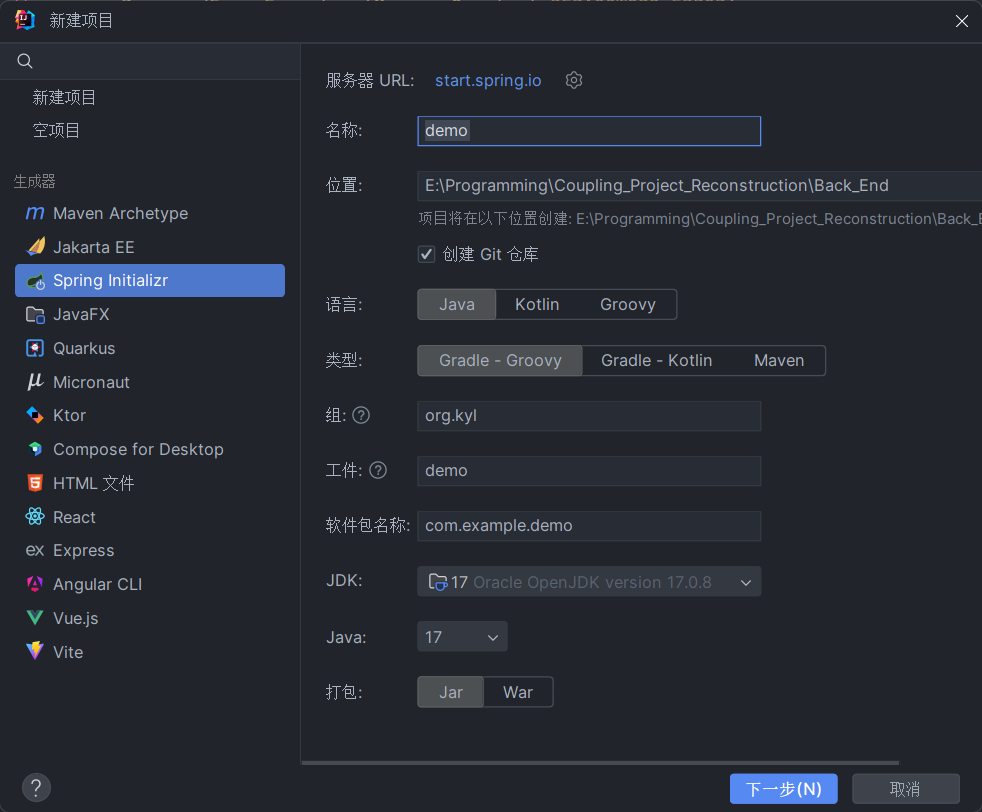 新建项目
新建项目
空项目
生成器
Maven Archetype
Jakarta EE
Spring Initializr
JavaFX
Quarkus
Micronaut
Ktor
Compose for Desktop
HTML 文件
React
ex Express
Angular CLI
Vue.js
Vite
服务器 URL: start.spring.io
名称: demo
位置: E:\Programming\Coupling_Project_Reconstruction\Back_End
项目将在以下位置创建: E:\Programming\Coupling_Project_Reconstruction\Back_E
创建 Git 仓库
语言: Java Kotlin Groovy
类型: Gradle - Groovy Gradle - Kotlin Maven
组: ? org.kyl
工件: ? demo
软件包名称: com.example.demo
JDK: 17 Oracle OpenJDK version 17.0.8
Java: 17
打包: Jar War
? 下一步(N) 取消